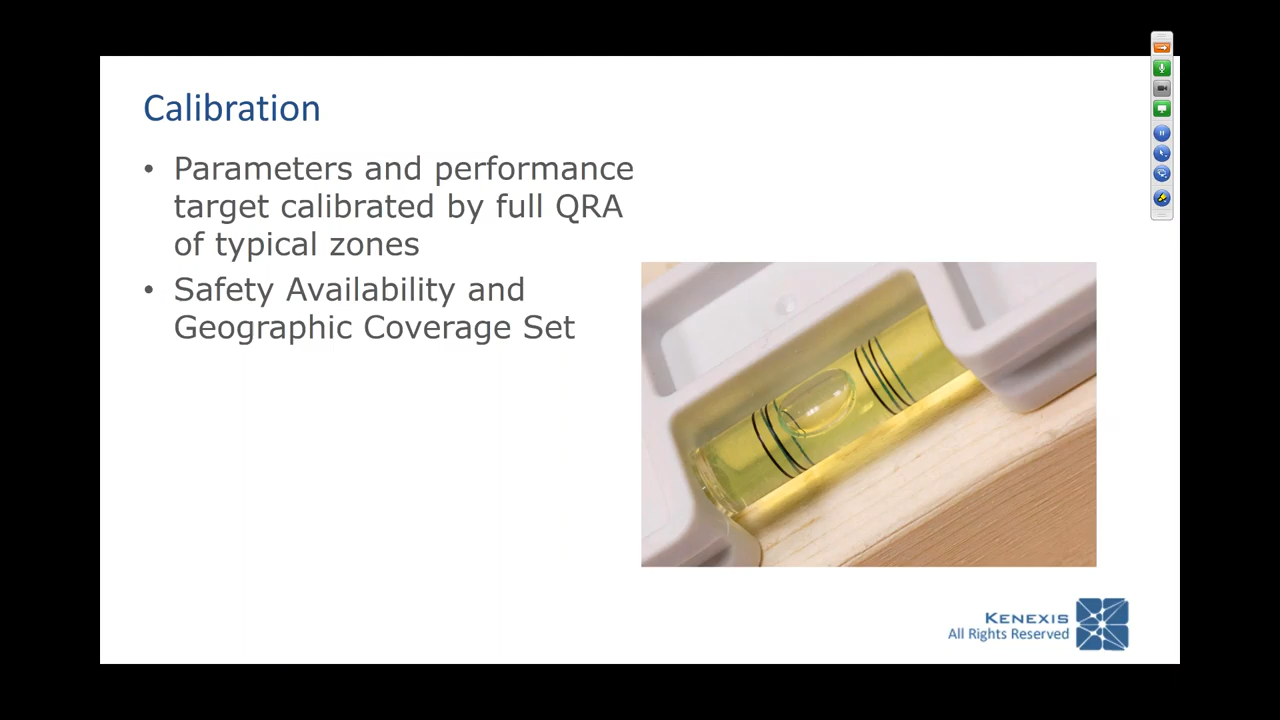 Calibration
• Parameters and performance
target calibrated by full QRA
of typical zones
• Safety Availability and
Geographic Coverage Set
KENEXIS
All Rights Reserved